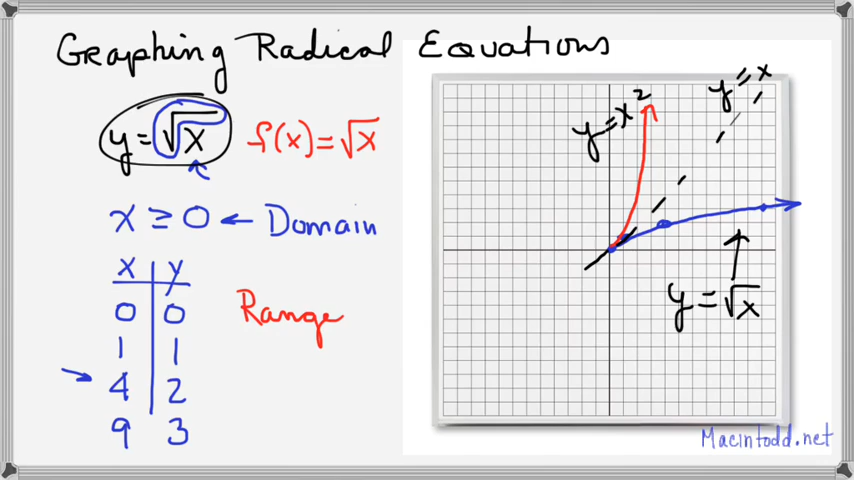 Graphing Radical Equations
y = √x f(x) = √x
x ≥ 0 ← Domain
x y
0 0
1 1
4 2
9 3
Range
y = x²
y = x
y = √x
Macintodd.net